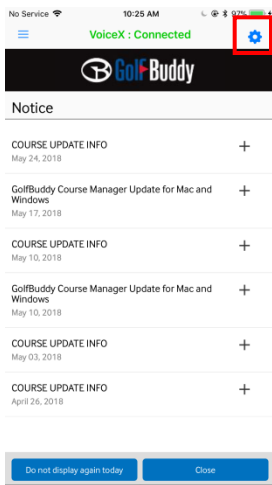 No Service 10:25 AM 97%
VoiceX : Connected
GolfBuddy
Notice
COURSE UPDATE INFO
May 24, 2018
GolfBuddy Course Manager Update for Mac and
Windows
May 17, 2018
COURSE UPDATE INFO
May 10, 2018
GolfBuddy Course Manager Update for Mac and
Windows
May 10, 2018
COURSE UPDATE INFO
May 03, 2018
COURSE UPDATE INFO
April 26, 2018
Do not display again today Close